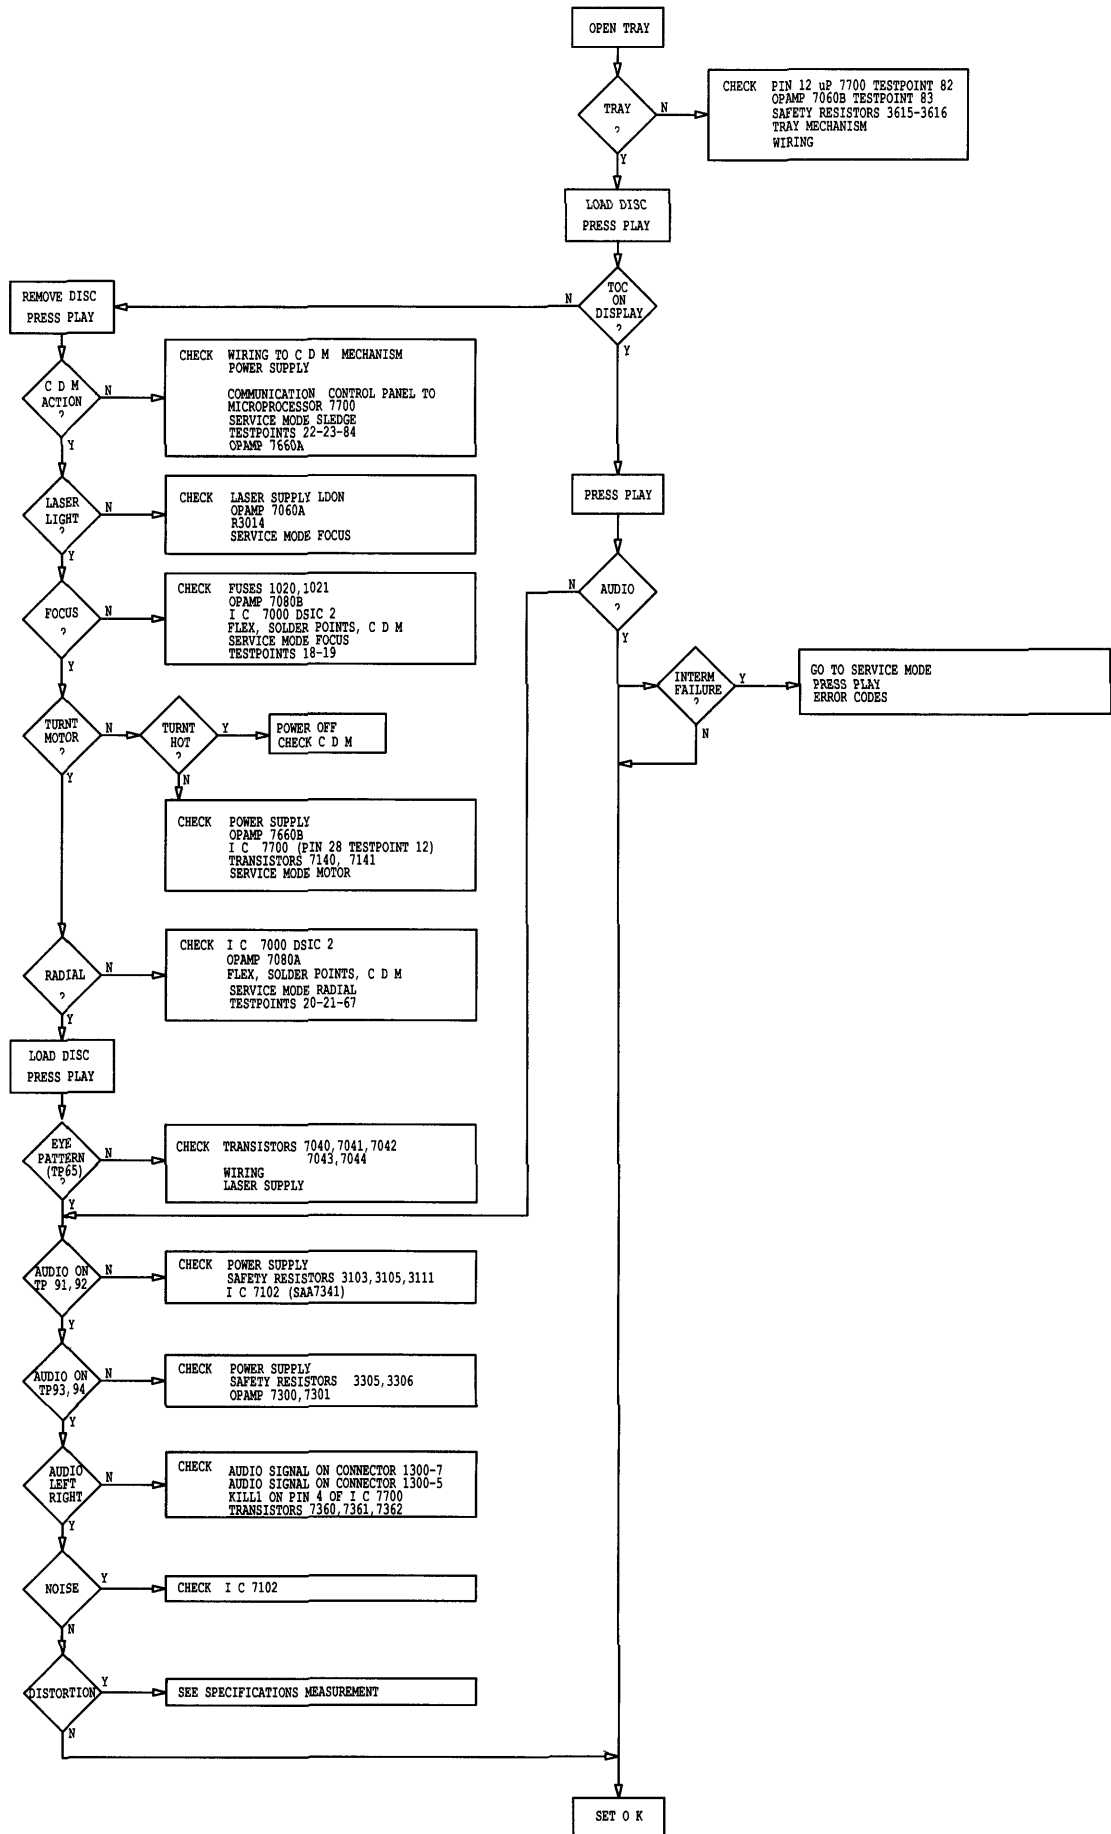 OPEN TRAY
TRAY
?
N
Y
CHECK PIN 12 uP 7700 TESTPOINT 82
OPAMP 7060B TESTPOINT 83
SAFETY RESISTORS 3615-3616
TRAY MECHANISM
WIRING
LOAD DISC
PRESS PLAY
TOC
ON
DISPLAY
?
N
Y
REMOVE DISC
PRESS PLAY
C D M
ACTION
?
N
Y
CHECK WIRING TO C D M MECHANISM
POWER SUPPLY
COMMUNICATION CONTROL PANEL TO
MICROPROCESSOR 7700
SERVICE MODE SLEDGE
TESTPOINTS 22-23-84
OPAMP 7660A
LASER
LIGHT
?
N
Y
CHECK LASER SUPPLY LDON
OPAMP 7060A
R3014
SERVICE MODE FOCUS
PRESS PLAY
FOCUS
?
N
Y
CHECK FUSES 1020,1021
OPAMP 7080B
I C 7000 DSIC 2
FLEX, SOLDER POINTS, C D M
SERVICE MODE FOCUS
TESTPOINTS 18-19
AUDIO
?
N
Y
INTERM
FAILURE
?
Y
N
GO TO SERVICE MODE
PRESS PLAY
ERROR CODES
TURNT
MOTOR
?
N
Y
TURNT
HOT
?
Y
N
POWER OFF
CHECK C D M
CHECK POWER SUPPLY
OPAMP 7660B
I C 7700 (PIN 28 TESTPOINT 12)
TRANSISTORS 7140, 7141
SERVICE MODE MOTOR
RADIAL
?
N
Y
CHECK I C 7000 DSIC 2
OPAMP 7080A
FLEX, SOLDER POINTS, C D M
SERVICE MODE RADIAL
TESTPOINTS 20-21-67
LOAD DISC
PRESS PLAY
EYE
PATTERN
(TP65)
?
N
Y
CHECK TRANSISTORS 7040,7041,7042
7043,7044
WIRING
LASER SUPPLY
AUDIO ON
TP 91,92
N
Y
CHECK POWER SUPPLY
SAFETY RESISTORS 3103,3105,3111
I C 7102 (SAA7341)
AUDIO ON
TP93,94
N
Y
CHECK POWER SUPPLY
SAFETY RESISTORS 3305,3306
OPAMP 7300,7301
AUDIO
LEFT
RIGHT
N
Y
CHECK
AUDIO SIGNAL ON CONNECTOR 1300-7
AUDIO SIGNAL ON CONNECTOR 1300-5
KILL1 ON PIN 4 OF I C 7700
TRANSISTORS 7360,7361,7362
NOISE
Y
N
CHECK I C 7102
DISTORTION
Y
N
SEE SPECIFICATIONS MEASUREMENT
SET O K